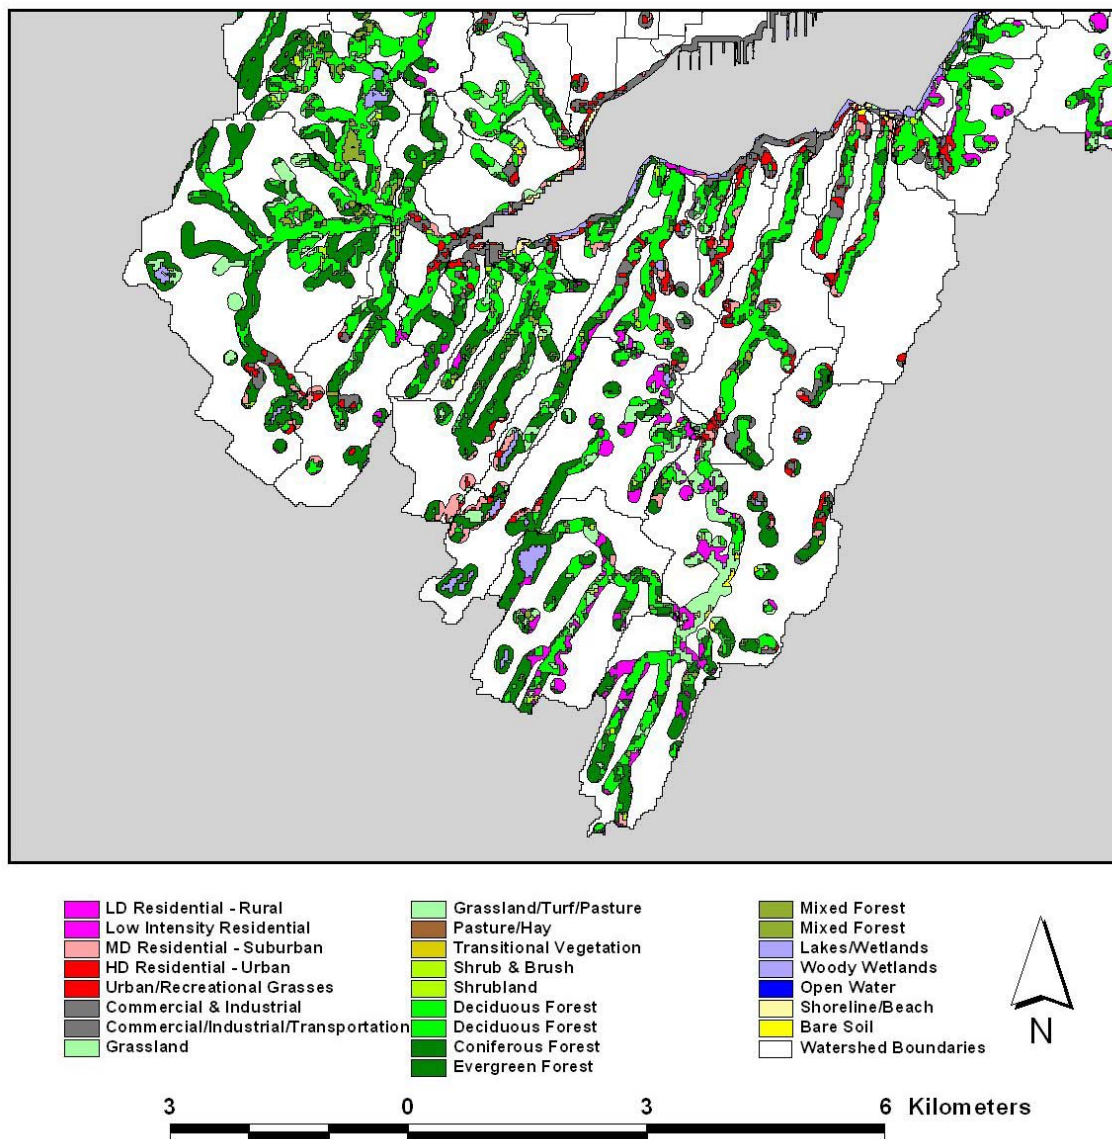 LD Residential - Rural
Low Intensity Residential
MD Residential - Suburban
HD Residential - Urban
Urban/Recreational Grasses
Commercial & Industrial
Commercial/Industrial/Transportation
Grassland
Grassland/Turf/Pasture
Pasture/Hay
Transitional Vegetation
Shrub & Brush
Shrubland
Deciduous Forest
Deciduous Forest
Coniferous Forest
Evergreen Forest
Mixed Forest
Mixed Forest
Lakes/Wetlands
Woody Wetlands
Open Water
Shoreline/Beach
Bare Soil
Watershed Boundaries
N
3 0 3 6 Kilometers